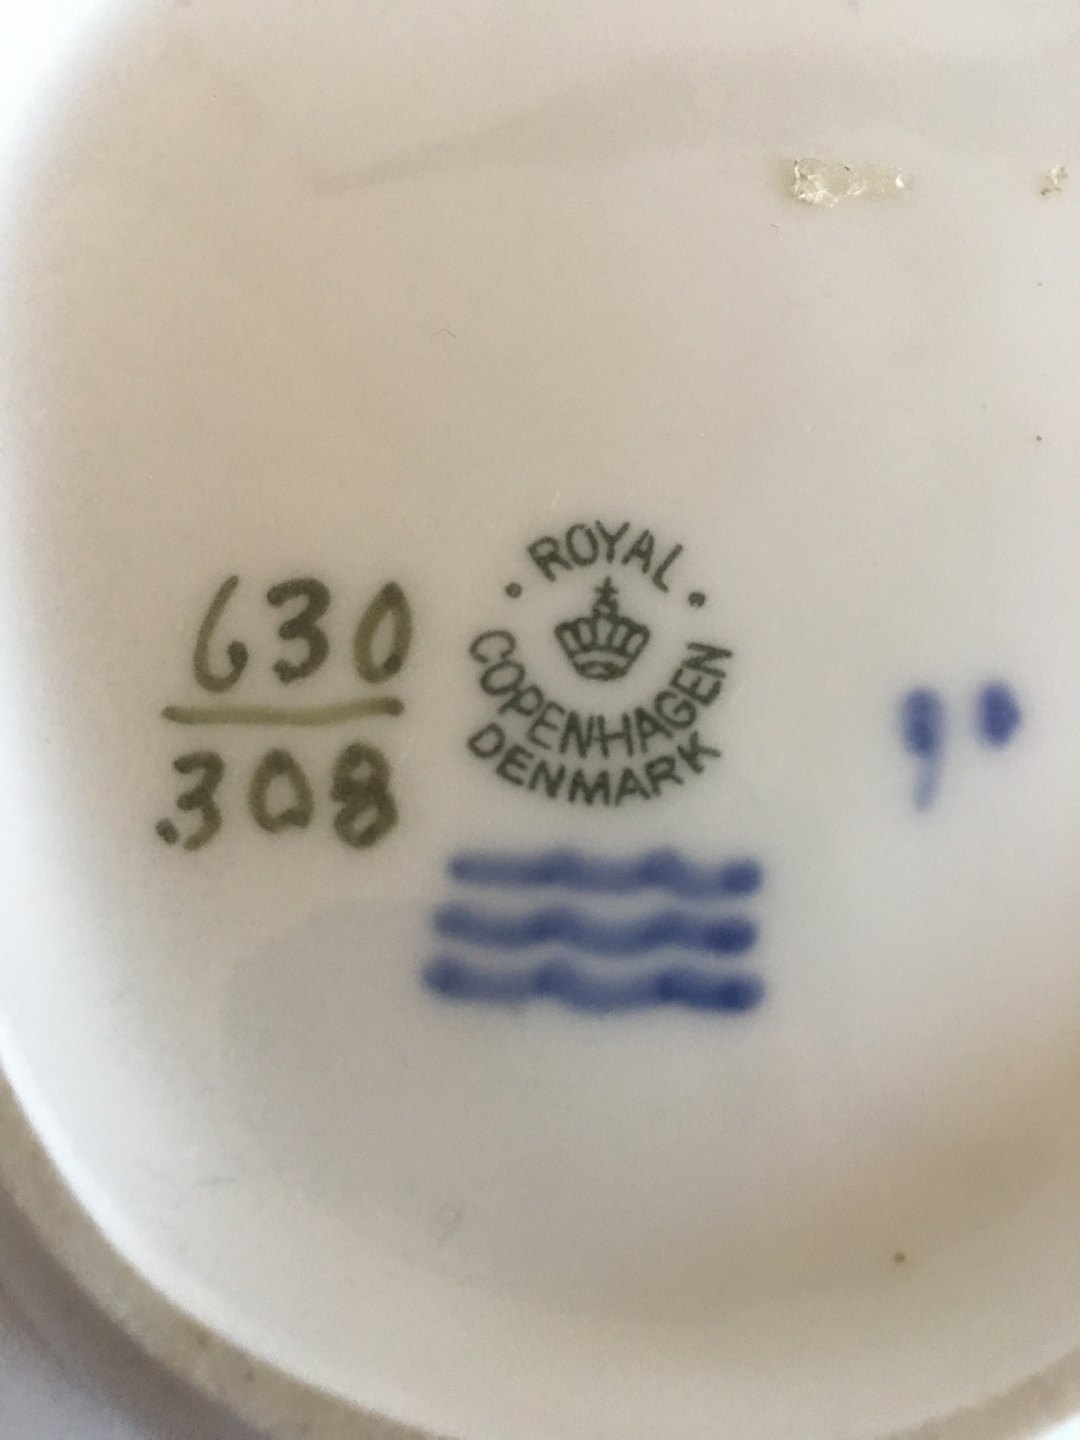 630
308
ROYAL
COPENHAGEN
DENMARK